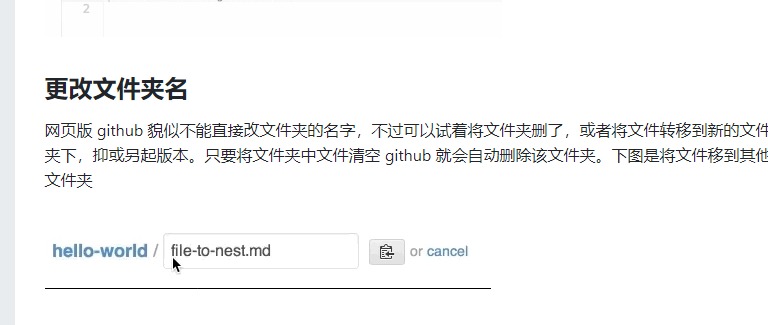 2
更改文件夹名
网页版 github 貌似不能直接改文件夹的名字，不过可以试着将文件夹删了，或者将文件转移到新的文件
夹下，抑或另起版本。只要将文件夹中文件清空 github 就会自动删除该文件夹。下图是将文件移到其他
文件夹
hello-world / file-to-nest.md or cancel